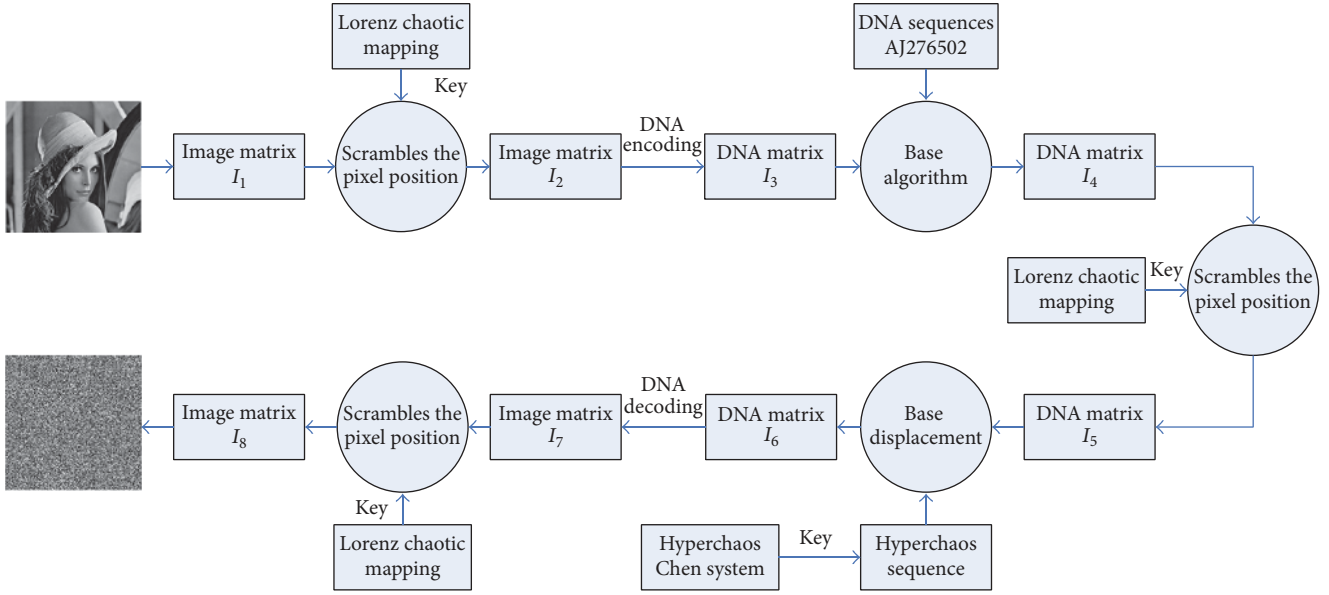 Lorenz chaotic
mapping
DNA sequences
AJ276502
Key
Image matrix
I1
Scrambles the
pixel position
Image matrix
I2
DNA
encoding
DNA matrix
I3
Base
algorithm
DNA matrix
I4
Lorenz chaotic
mapping
Key
Scrambles the
pixel position
Image matrix
I8
Scrambles the
pixel position
Image matrix
I7
DNA
decoding
DNA matrix
I6
Base
displacement
DNA matrix
I5
Key
Lorenz chaotic
mapping
Hyperchaos
Chen system
Key
Hyperchaos
sequence